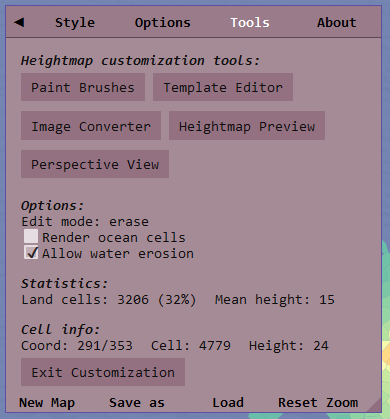 ◄ Style Options Tools About
Heightmap customization tools:
Paint Brushes Template Editor
Image Converter Heightmap Preview
Perspective View
Options:
Edit mode: erase
Render ocean cells
Allow water erosion
Statistics:
Land cells: 3206 (32%) Mean height: 15
Cell info:
Coord: 291/353 Cell: 4779 Height: 24
Exit Customization
New Map Save as Load Reset Zoom